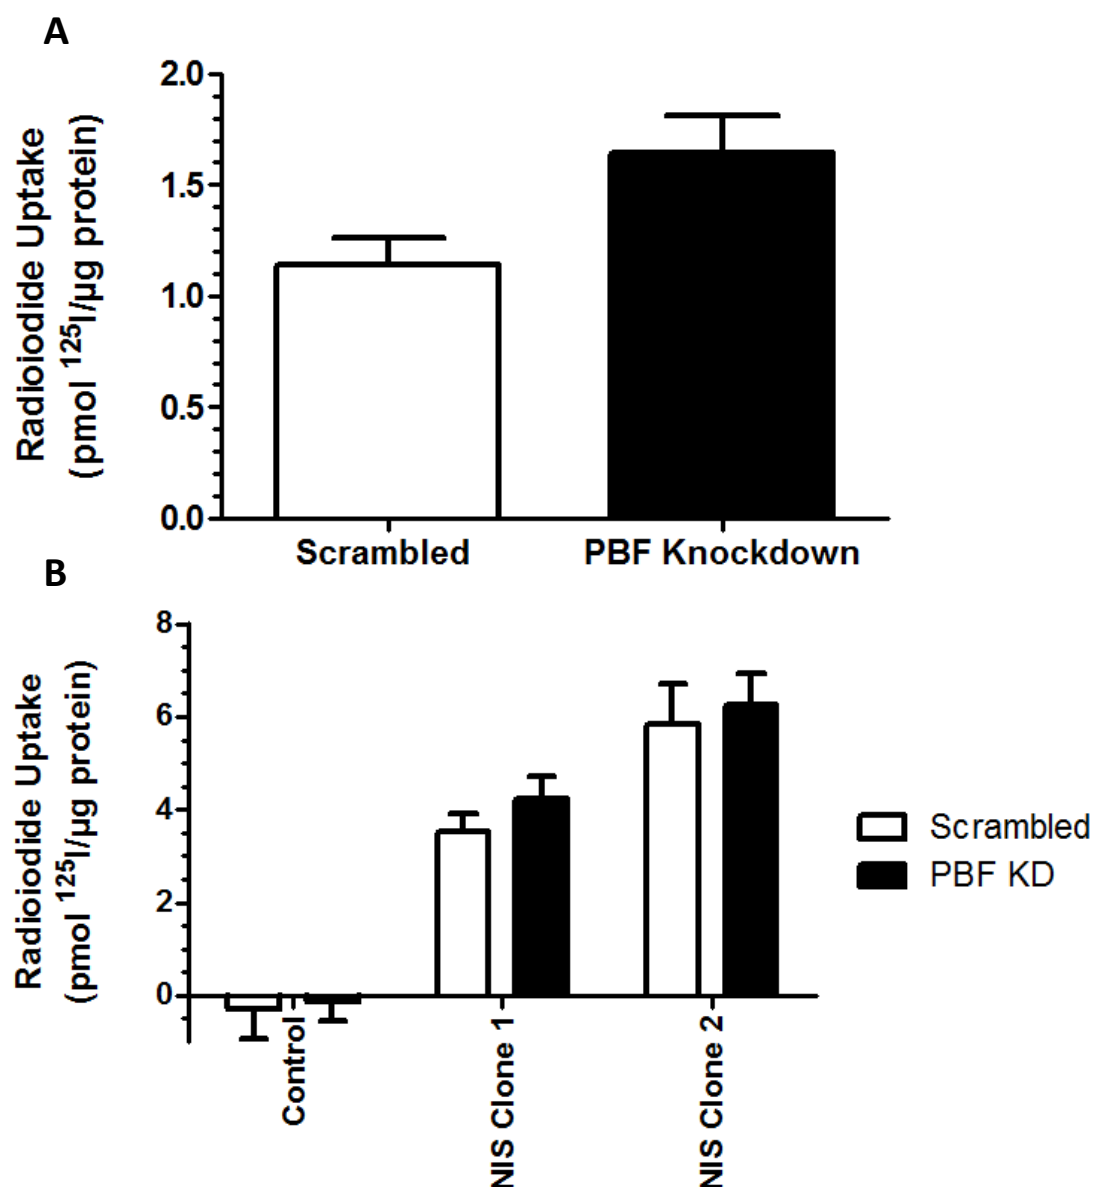 A
Radioiodide Uptake
(pmol ¹²⁵I/µg protein)
2.0
1.5
1.0
0.5
0.0
Scrambled
PBF Knockdown
B
Radioiodide Uptake
(pmol ¹²⁵I/µg protein)
8
6
4
2
0
Control
NIS Clone 1
NIS Clone 2
Scrambled
PBF KD